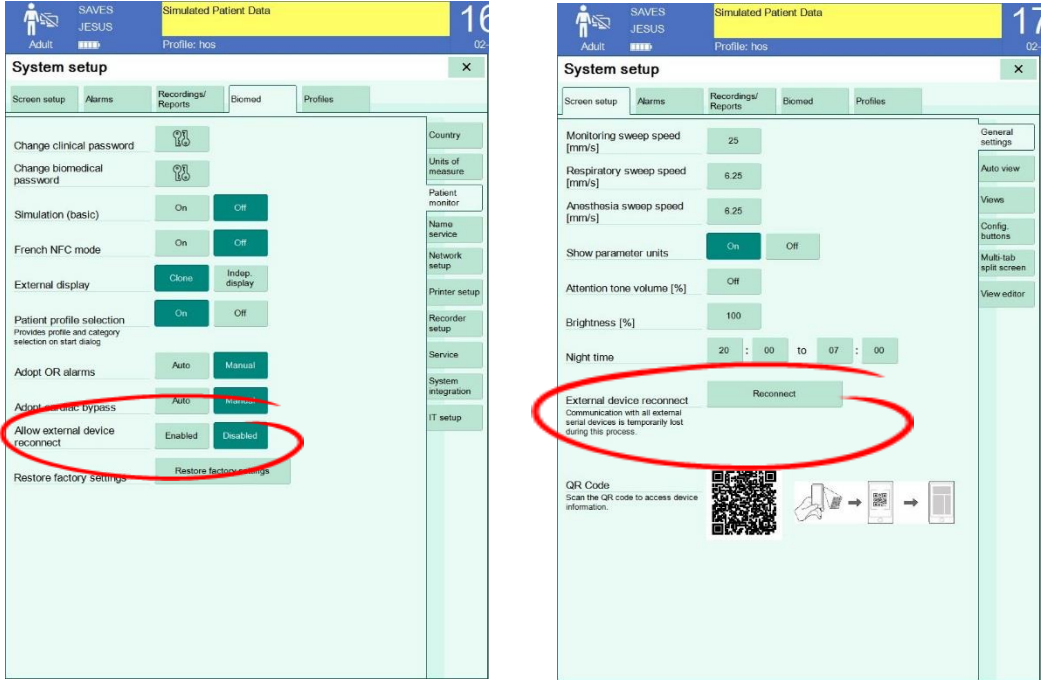 SAVES
JESUS
Adult
Simulated Patient Data
Profile: hos
16
02-
System setup
×
Screen setup
Alarms
Recordings/
Reports
Biomed
Profiles
Change clinical password
Change biomedical
password
Simulation (basic)
On
Off
French NFC mode
On
Off
External display
Clone
Indep.
display
Patient profile selection
Provides profile and category
selection on start dialog
On
Off
Adopt OR alarms
Auto
Manual
Adopt cardiac bypass
Auto
Manual
Allow external device
reconnect
Enabled
Disabled
Restore factory settings
Restore factory settings
Country
Units of
measure
Patient
monitor
Name
service
Network
setup
Printer setup
Recorder
setup
Service
System
integration
IT setup
SAVES
JESUS
Adult
Simulated Patient Data
Profile: hos
17
02-
System setup
×
Screen setup
Alarms
Recordings/
Reports
Biomed
Profiles
Monitoring sweep speed
[mm/s]
25
Respiratory sweep speed
[mm/s]
6.25
Anesthesia sweep speed
[mm/s]
6.25
Show parameter units
On
Off
Attention tone volume [%]
Off
Brightness [%]
100
Night time
20 : 00 to 07 : 00
External device reconnect
Communication with all external
serial devices is temporarily lost
during this process.
Reconnect
QR Code
Scan the QR code to access device
information.
General
settings
Auto view
Views
Config.
buttons
Multi-tab
split screen
View editor